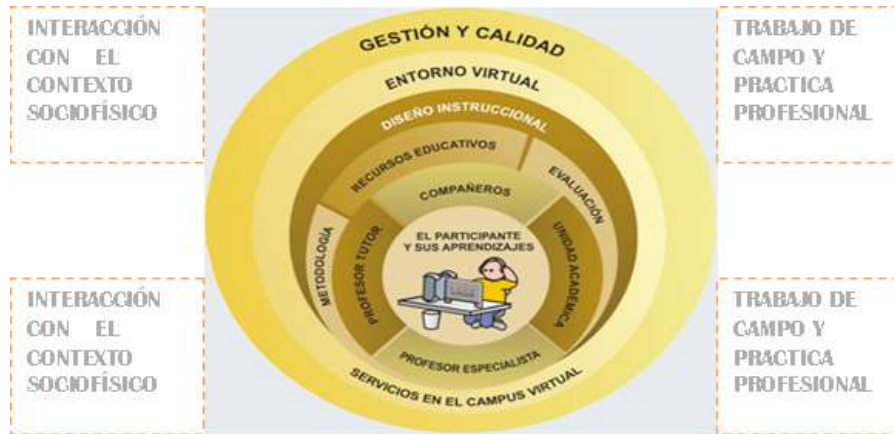 INTERACCIÓN
CON EL
CONTEXTO
SOCIOFÍSICO
TRABAJO DE
CAMPO Y
PRACTICA
PROFESIONAL
GESTIÓN Y CALIDAD
ENTORNO VIRTUAL
DISEÑO INSTRUCCIONAL
RECURSOS EDUCATIVOS
EVALUACIÓN
METODOLOGÍA
COMPAÑEROS
PROFESOR TUTOR
UNIDAD ACADÉMICA
EL PARTICIPANTE
Y SUS APRENDIZAJES
PROFESOR ESPECIALISTA
SERVICIOS EN EL CAMPUS VIRTUAL
INTERACCIÓN
CON EL
CONTEXTO
SOCIOFÍSICO
TRABAJO DE
CAMPO Y
PRACTICA
PROFESIONAL